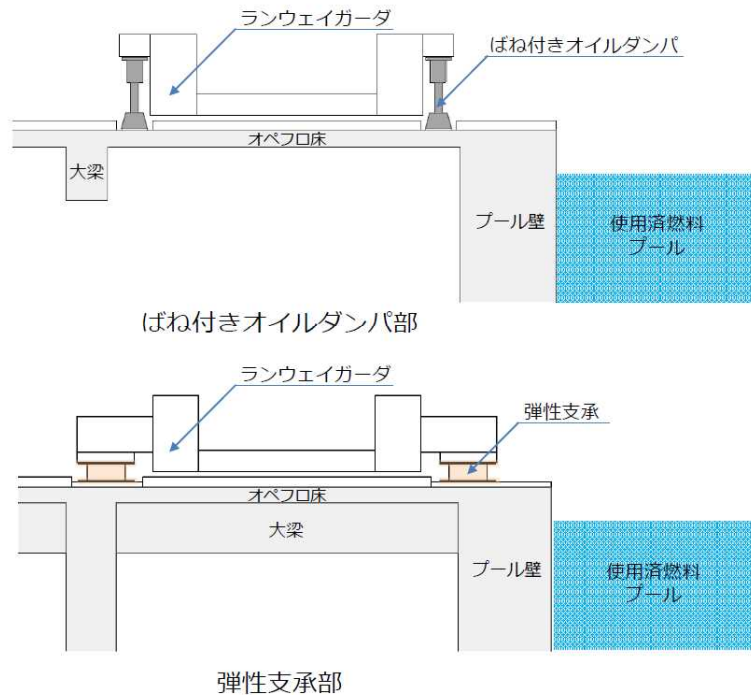 ランウェイガーダ
ばね付きオイルダンパ
オペフロ床
大梁
プール壁
使用済燃料
プール
ばね付きオイルダンパ部
ランウェイガーダ
弾性支承
オペフロ床
大梁
プール壁
使用済燃料
プール
弾性支承部